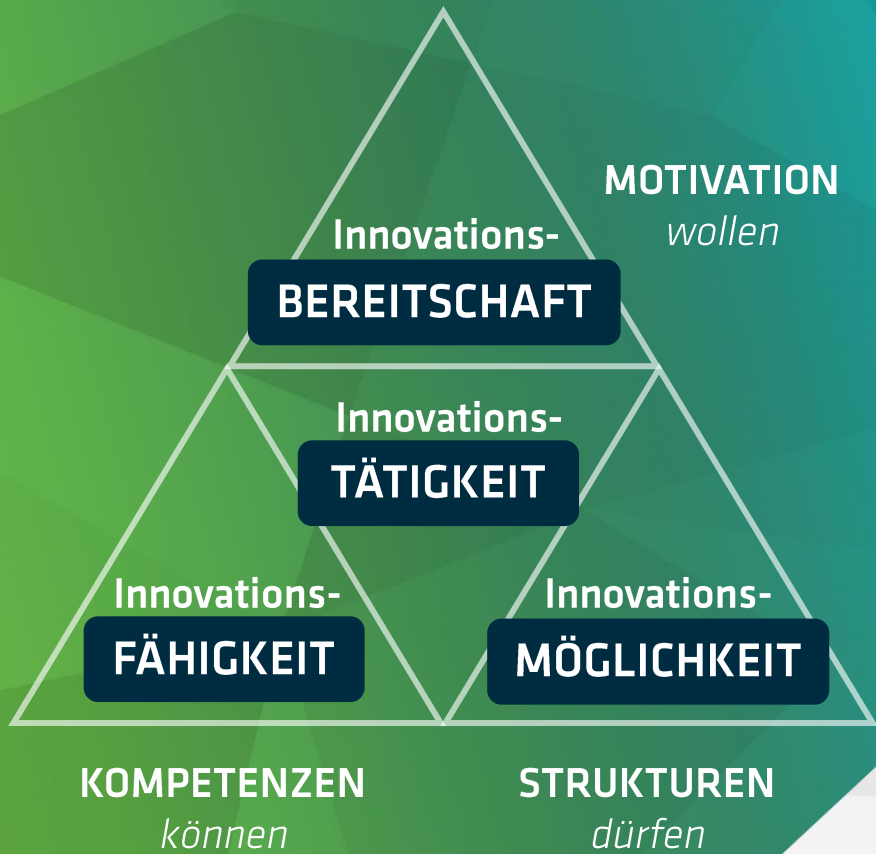 MOTIVATION
wollen
Innovations-
BEREITSCHAFT
Innovations-
TÄTIGKEIT
Innovations-
FÄHIGKEIT
Innovations-
MÖGLICHKEIT
KOMPETENZEN
können
STRUKTUREN
dürfen